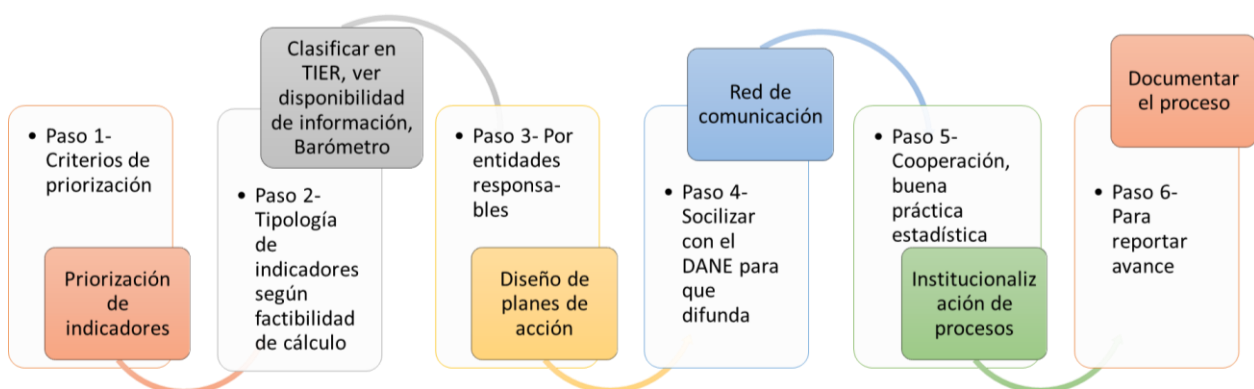 • Paso 1-
Criterios de
priorización
Priorización
de
indicadores
Clasificar en
TIER, ver
disponibilidad
de información,
Barómetro
• Paso 2-
Tipología
de
indicadores
según
factibilidad
de cálculo
• Paso 3- Por
entidades
responsa-
bles
Diseño de
planes de
acción
Red de
comunicación
• Paso 4-
Socilizar
con el
DANE para
que
difunda
• Paso 5-
Cooperación,
buena
práctica
estadística
Institucionaliz
ación de
procesos
Documentar
el proceso
• Paso 6-
Para
reportar
avance